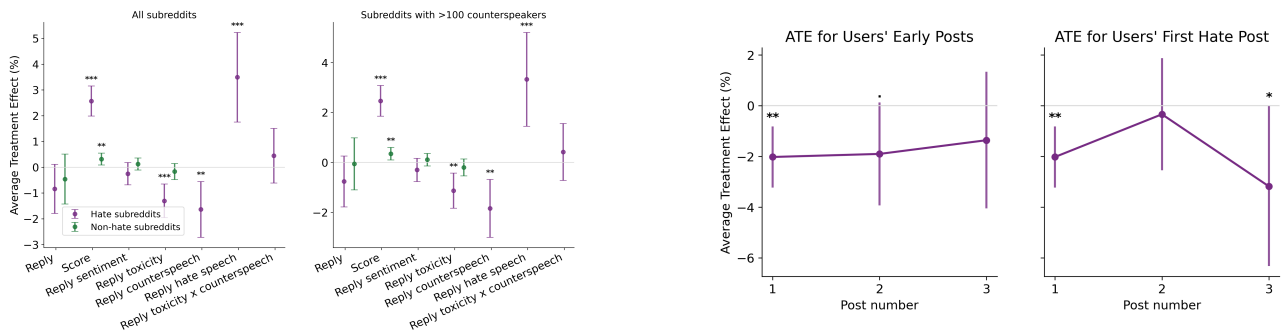 All subreddits
Average Treatment Effect (%)
5
4
3
2
1
0
−1
−2
−3
***
***
**
***
**
Hate subreddits
Non-hate subreddits
Reply
Score
Reply sentiment
Reply toxicity
Reply counterspeech
Reply hate speech
Reply toxicity x counterspeech
Subreddits with >100 counterspeakers
4
2
0
−2
***
***
**
**
**
Reply
Score
Reply sentiment
Reply toxicity
Reply counterspeech
Reply hate speech
Reply toxicity x counterspeech
ATE for Users' Early Posts
Average Treatment Effect (%)
0
−2
−4
−6
**
.
1 2 3
Post number
ATE for Users' First Hate Post
**
*
1 2 3
Post number